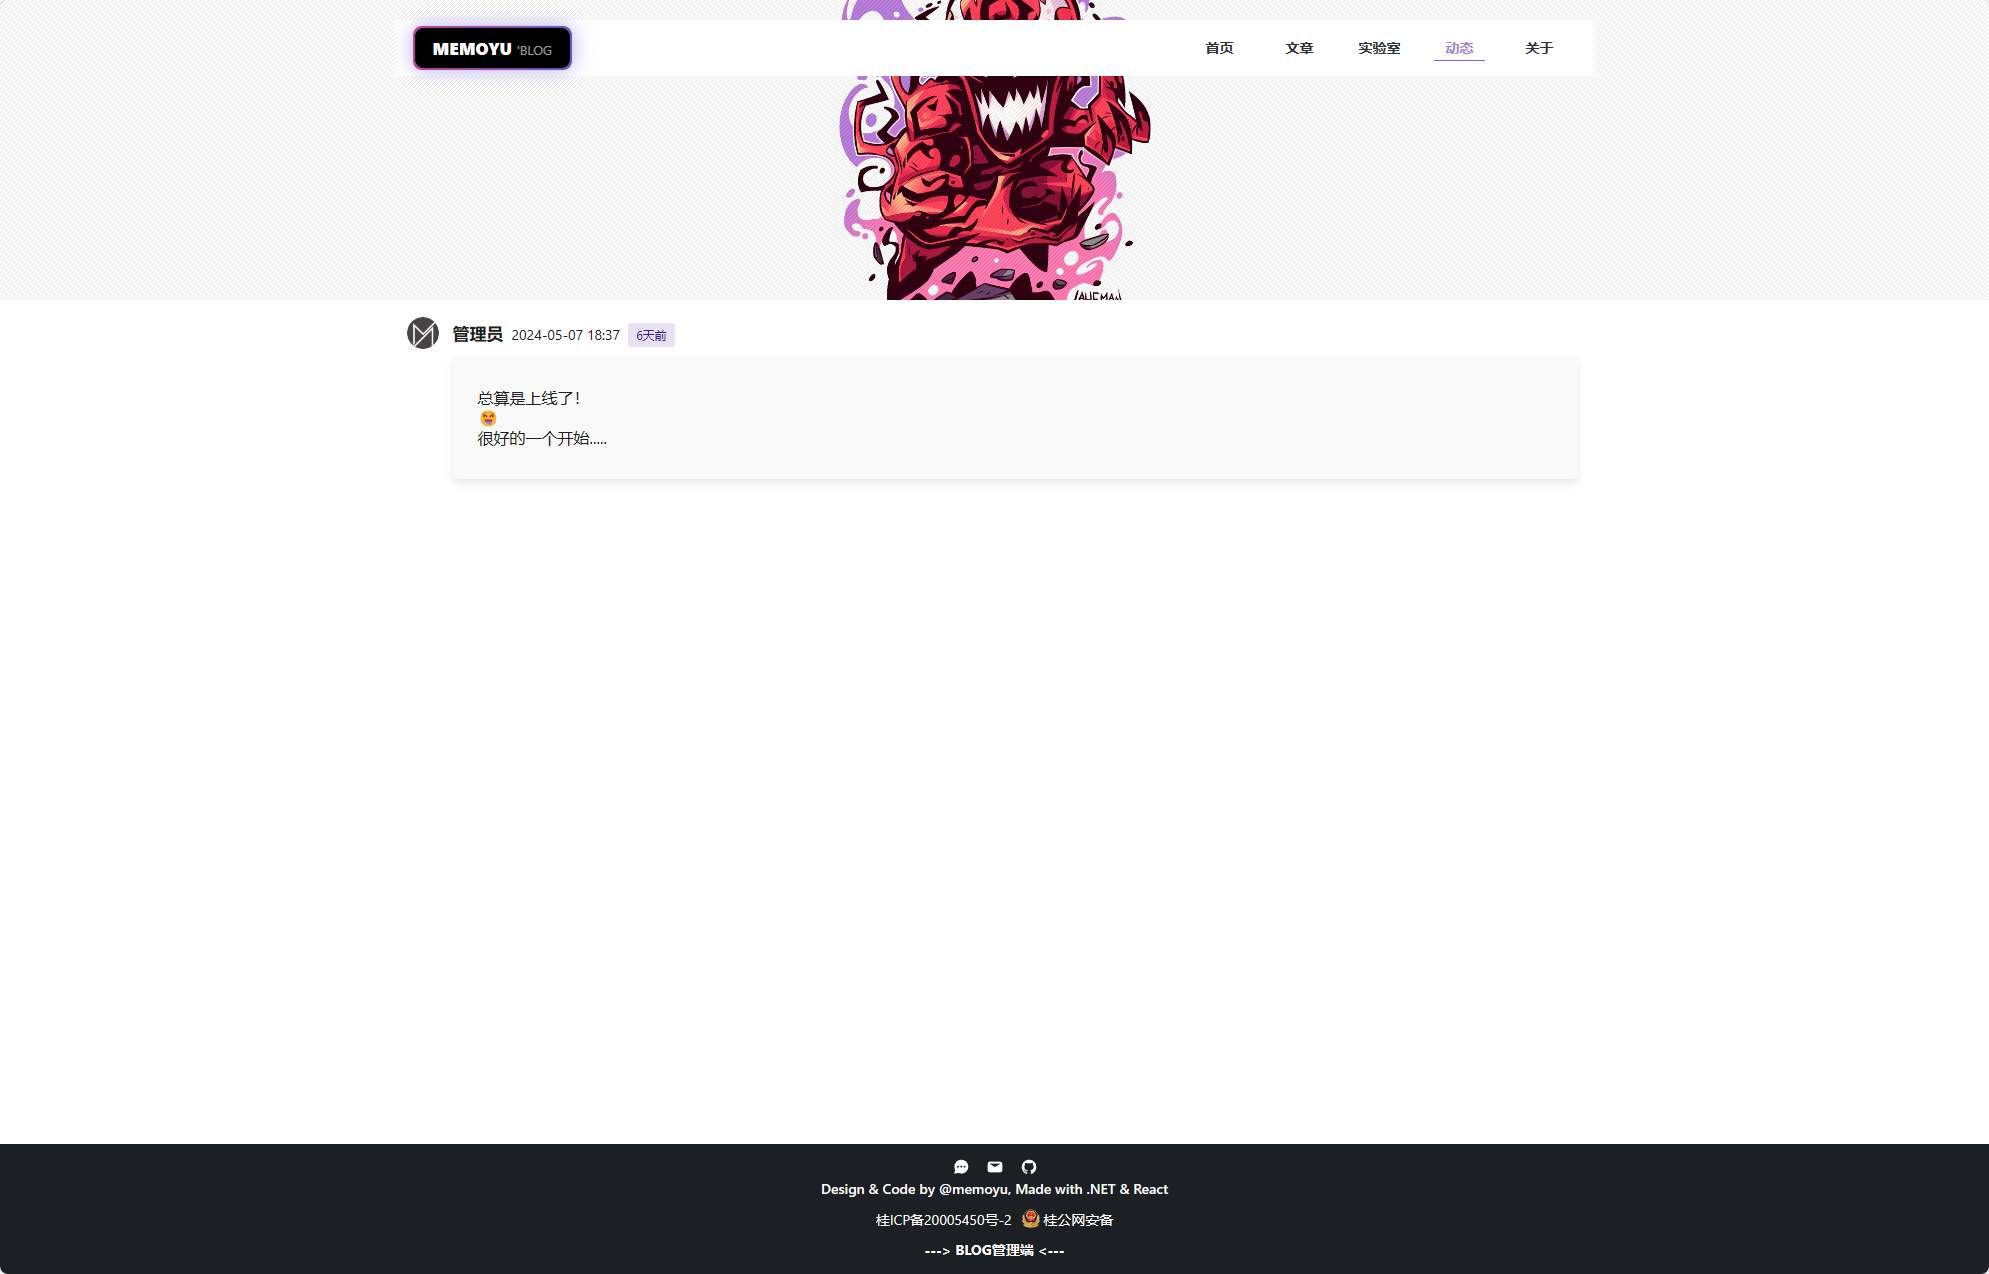 MEMOYU 'BLOG
首页 文章 实验室 动态 关于
管理员 2024-05-07 18:37 6天前
总算是上线了！
😝
很好的一个开始.....
Design & Code by @memoyu, Made with .NET & React
桂ICP备20005450号-2 桂公网安备
---> BLOG管理端 <---